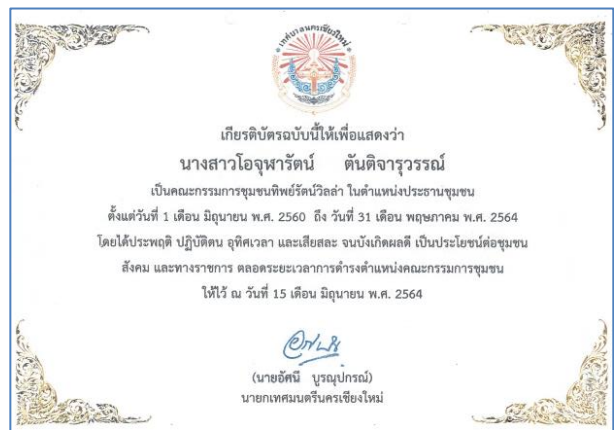 เทศบาลนครเชียงใหม่
เกียรติบัตรฉบับนี้ให้เพื่อแสดงว่า
นางสาวโอจุฬารัตน์ ตันติจารุวรรณ์
เป็นคณะกรรมการชุมชนทิพย์รัตน์วิลล่า ในตำแหน่งประธานชุมชน
ตั้งแต่วันที่ 1 เดือน มิถุนายน พ.ศ. 2560 ถึง วันที่ 31 เดือน พฤษภาคม พ.ศ. 2564
โดยได้ประพฤติ ปฏิบัติตน อุทิศเวลา และเสียสละ จนบังเกิดผลดี เป็นประโยชน์ต่อชุมชน
สังคม และทางราชการ ตลอดระยะเวลาการดำรงตำแหน่งคณะกรรมการชุมชน
ให้ไว้ ณ วันที่ 15 เดือน มิถุนายน พ.ศ. 2564
(นายอัศนี บูรณุปกรณ์)
นายกเทศมนตรีนครเชียงใหม่